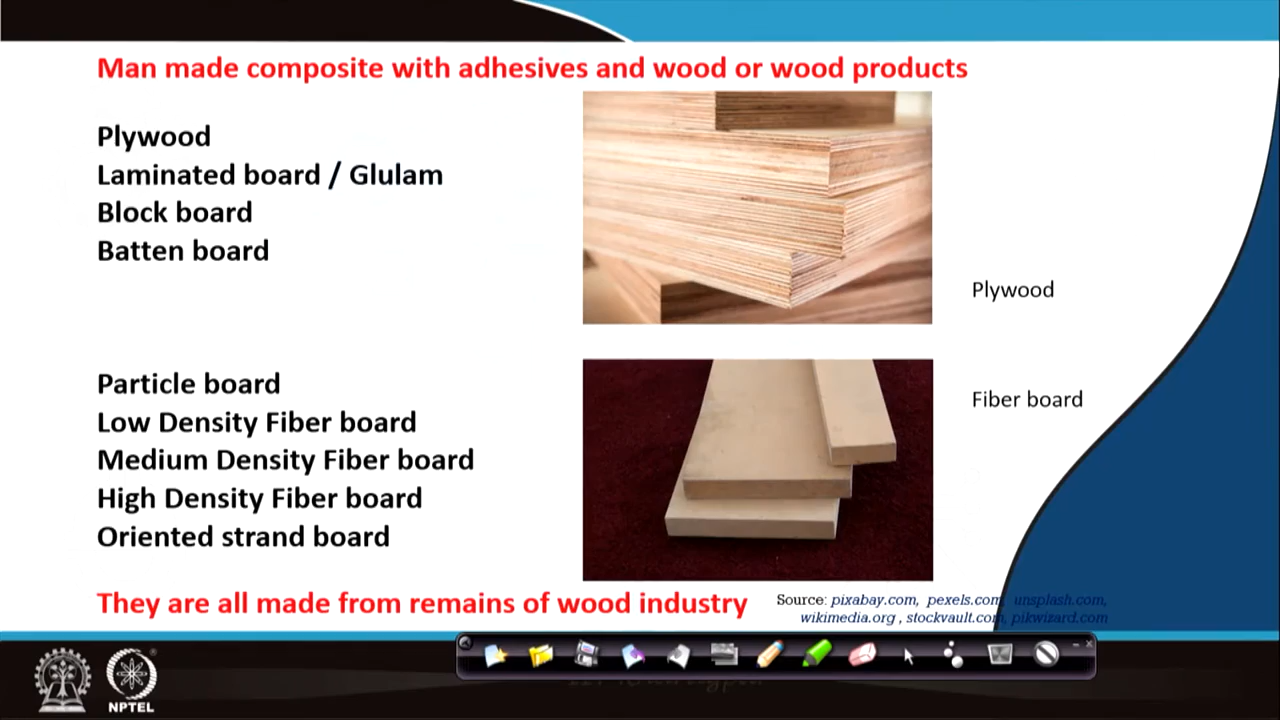 Man made composite with adhesives and wood or wood products
Plywood
Laminated board / Glulam
Block board
Batten board
Plywood
Particle board
Low Density Fiber board
Medium Density Fiber board
High Density Fiber board
Oriented strand board
Fiber board
They are all made from remains of wood industry
Source: pixabay.com, pexels.com, unsplash.com,
wikimedia.org , stockvault.com, pikwizard.com
NPTEL